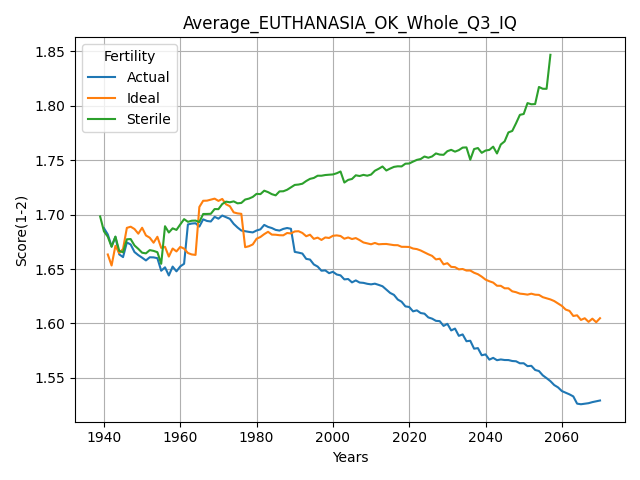 Average_EUTHANASIA_OK_Whole_Q3_IQ
Score(1-2)
1.85
1.80
1.75
1.70
1.65
1.60
1.55
Fertility
Actual
Ideal
Sterile
1940 1960 1980 2000 2020 2040 2060
Years